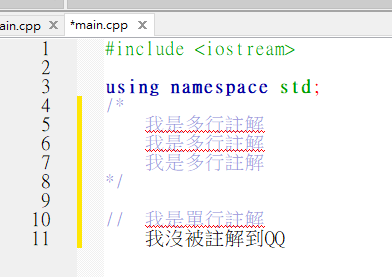 main.cpp × *main.cpp ×
1 #include <iostream>
2
3 using namespace std;
4 /*
5 我是多行註解
6 我是多行註解
7 我是多行註解
8 */
9
10 // 我是單行註解
11 我沒被註解到QQ